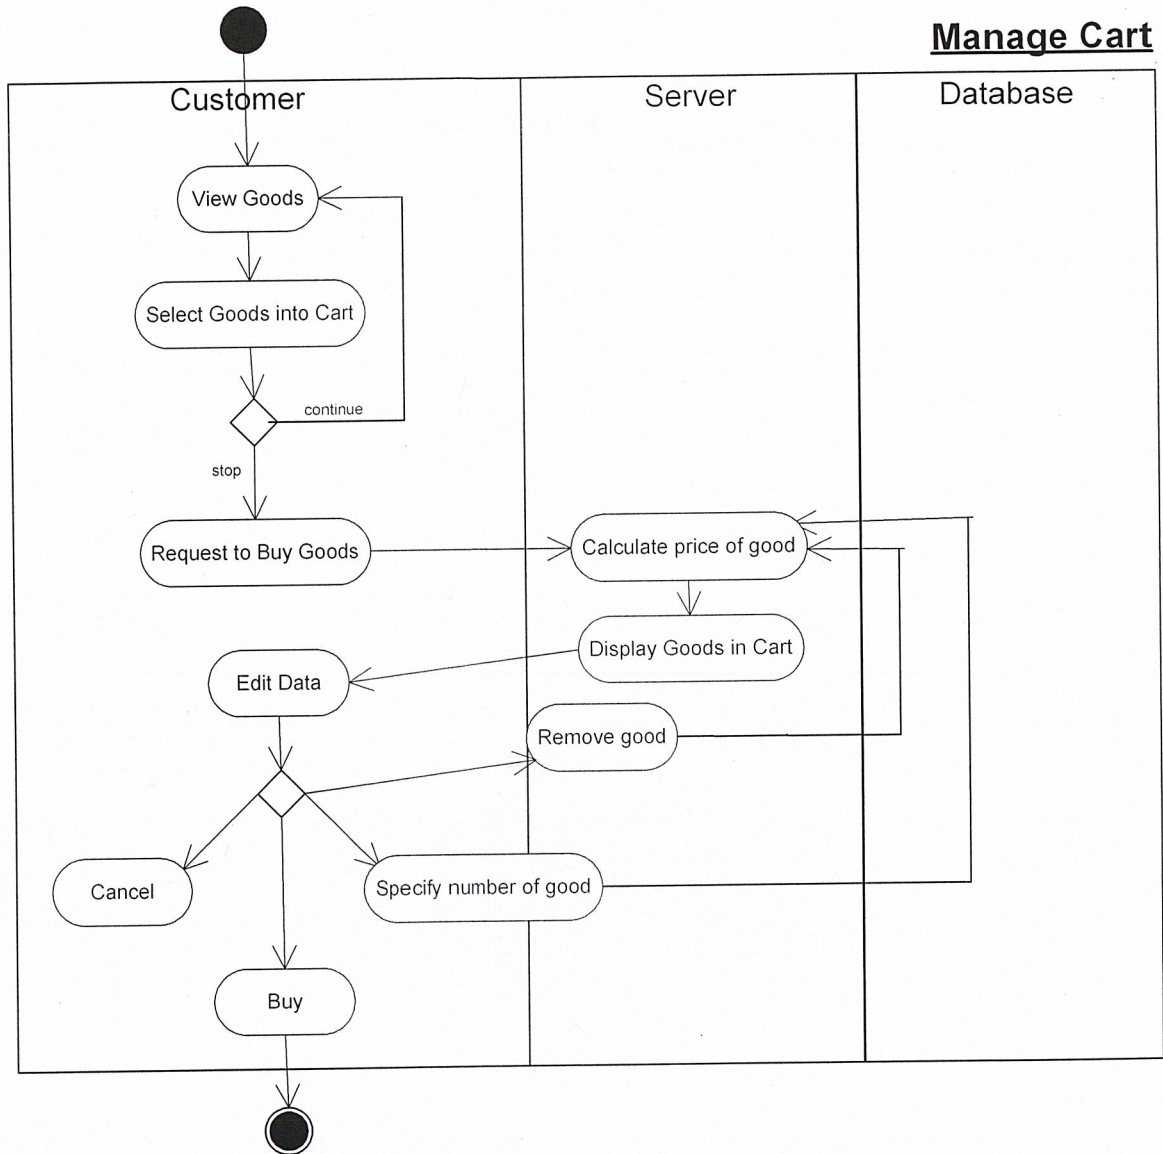 Manage Cart
Customer
Server
Database
View Goods
Select Goods into Cart
continue
stop
Request to Buy Goods
Calculate price of good
Display Goods in Cart
Edit Data
Remove good
Cancel
Specify number of good
Buy